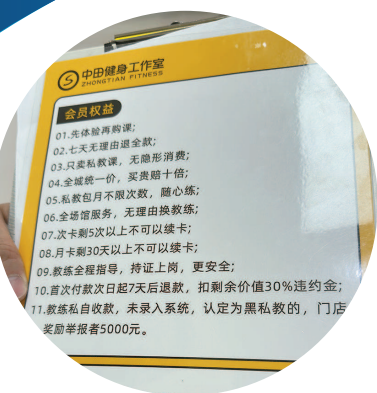 中田健身工作室
ZHONGTIAN FITNESS
会员权益
01.先体验再购课;
02.七天无理由退全款;
03.只卖私教课，无隐形消费;
04.全城统一价，买贵赔十倍;
05.私教包月不限次数，随心练;
06.全场馆服务，无理由换教练;
07.次卡剩5次以上不可以续卡;
08.月卡剩30天以上不可以续卡;
09.教练全程指导，持证上岗，更安全;
10.首次付款次日起7天后退款，扣剩余价值30%违约金;
11.教练私自收款，未录入系统，认定为黑私教的，门店
奖励举报者5000元。